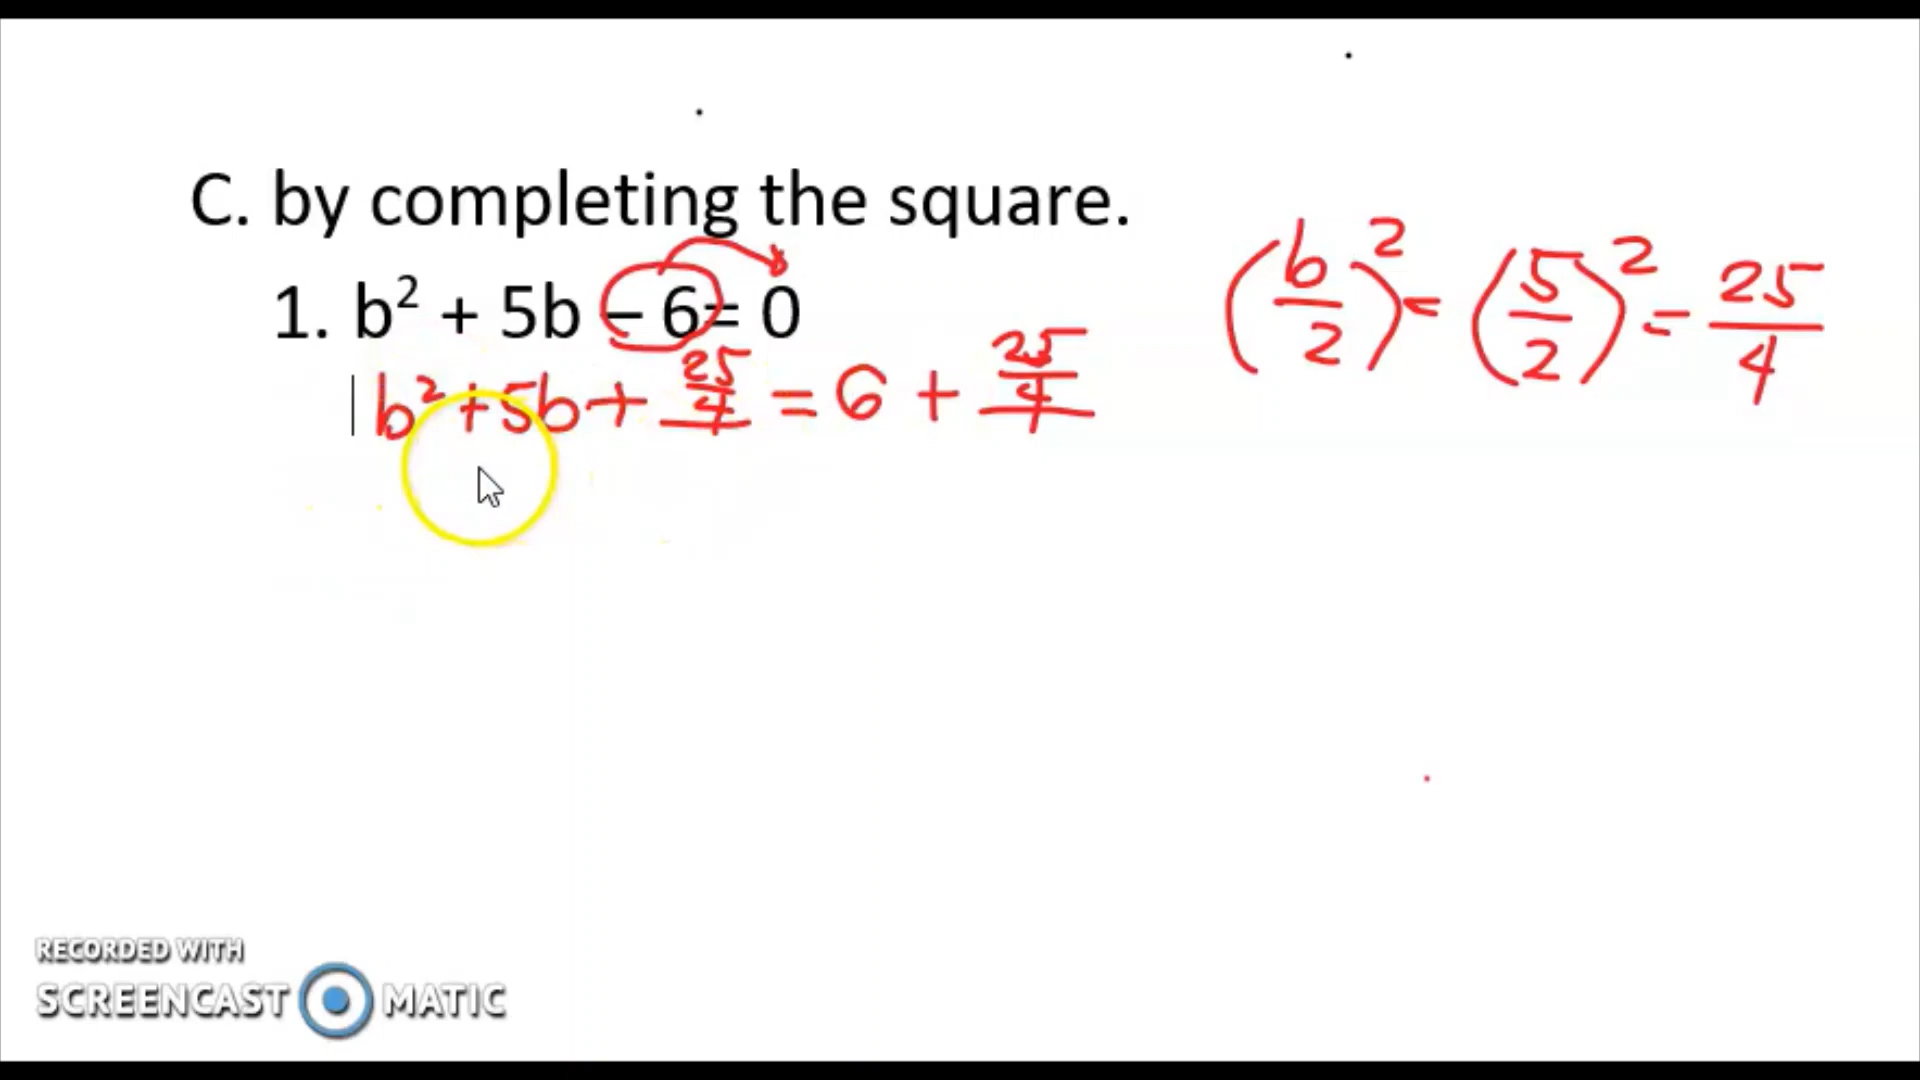 C. by completing the square.
1. b² + 5b – 6 = 0
b² + 5b + 25/4 = 6 + 25/4
(b/2)² = (5/2)² = 25/4
RECORDED WITH
SCREENCAST MATIC